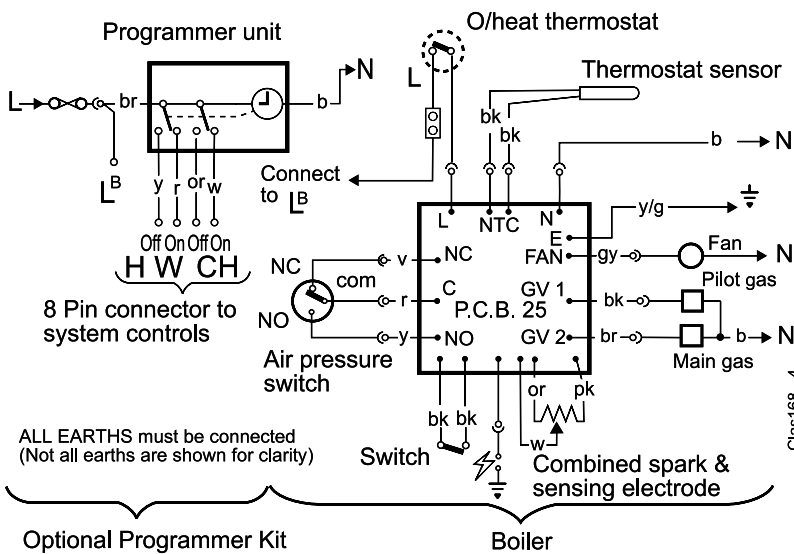 Programmer unit
O/heat thermostat
Thermostat sensor
L
br
b
N
L
bk
bk
b
N
y
r
or
w
Connect
to LB
LB
Off On Off On
H W CH
8 Pin connector to
system controls
L
NTC
N
E
y/g
NC
FAN
gy
Fan
N
Pilot gas
NC
com
v
C
r
P.C.B. 25
GV 1
bk
NO
y
NO
GV 2
br
b
N
Main gas
Air pressure
switch
bk
bk
or
pk
w
Switch
Combined spark &
sensing electrode
ALL EARTHS must be connected
(Not all earths are shown for clarity)
Optional Programmer Kit
Boiler